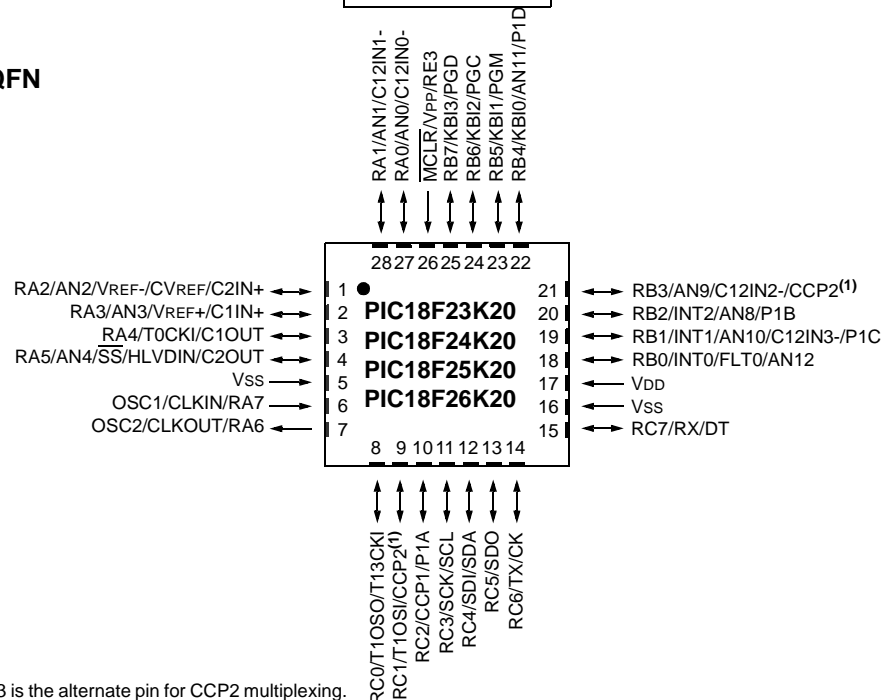 QFN
RA1/AN1/C12IN1-
RA0/AN0/C12IN0-
MCLR/VPP/RE3
RB7/KBI3/PGD
RB6/KBI2/PGC
RB5/KBI1/PGM
RB4/KBI0/AN11/P1D
28 27 26 25 24 23 22
RA2/AN2/VREF-/CVREF/C2IN+
RA3/AN3/VREF+/C1IN+
RA4/T0CKI/C1OUT
RA5/AN4/SS/HLVDIN/C2OUT
VSS
OSC1/CLKIN/RA7
OSC2/CLKOUT/RA6
1
2
3
4
5
6
7
PIC18F23K20
PIC18F24K20
PIC18F25K20
PIC18F26K20
21
20
19
18
17
16
15
RB3/AN9/C12IN2-/CCP2(1)
RB2/INT2/AN8/P1B
RB1/INT1/AN10/C12IN3-/P1C
RB0/INT0/FLT0/AN12
VDD
VSS
RC7/RX/DT
8 9 10 11 12 13 14
RC0/T1OSO/T13CKI
RC1/T1OSI/CCP2(1)
RC2/CCP1/P1A
RC3/SCK/SCL
RC4/SDI/SDA
RC5/SDO
RC6/TX/CK
is the alternate pin for CCP2 multiplexing.